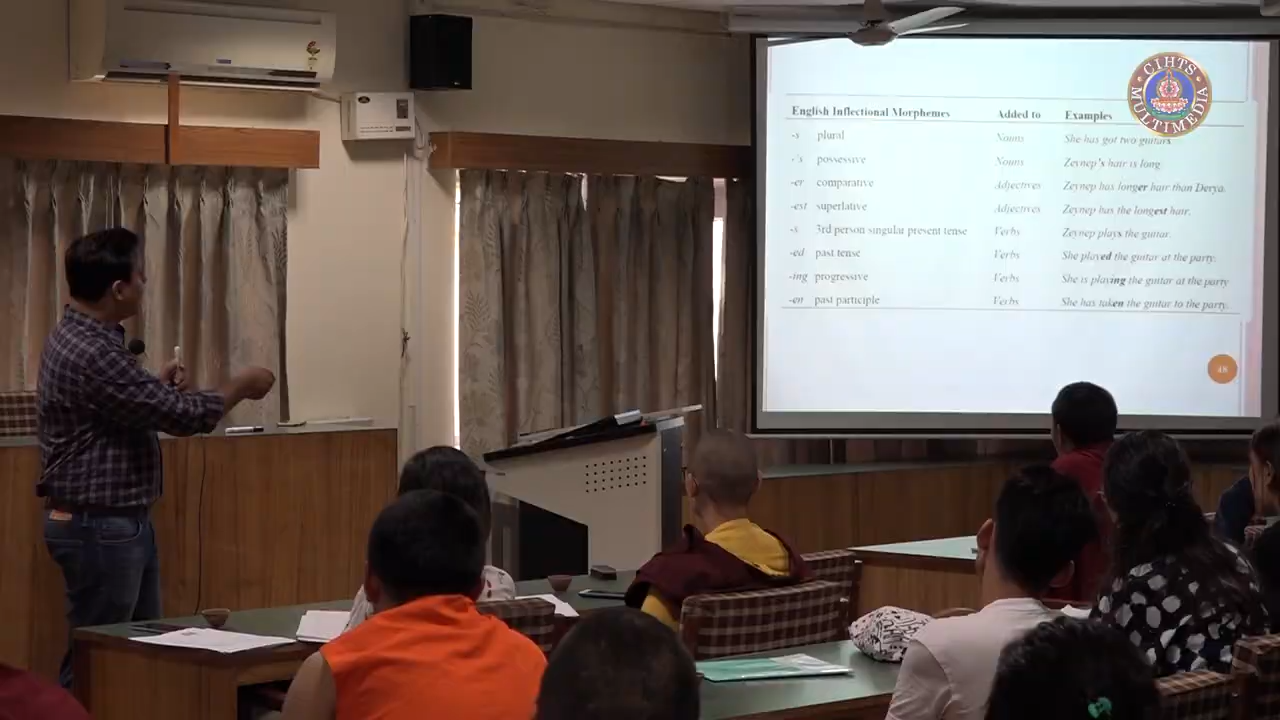 CIHTS
MULTIMEDIA
English Inflectional Morphemes Added to Examples
-s plural Nouns She has got two guitars
-'s possessive Nouns Zeynep's hair is long
-er comparative Adjectives Zeynep has longer hair than Derya.
-est superlative Adjectives Zeynep has the longest hair.
-s 3rd person singular present tense Verbs Zeynep plays the guitar.
-ed past tense Verbs She played the guitar at the party.
-ing progressive Verbs She is playing the guitar at the party
-en past participle Verbs She has taken the guitar to the party.
48